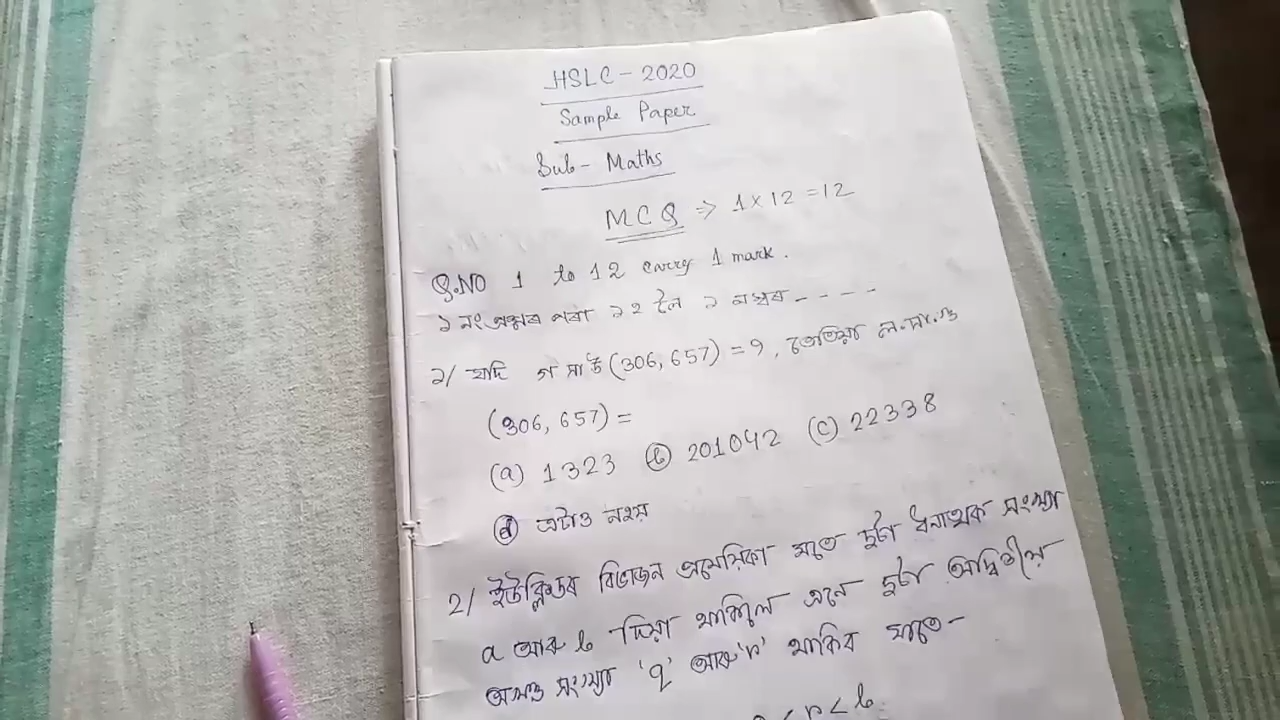 HSLC - 2020
Sample Paper
Sub - Maths
MCQ ⇒ 1 × 12 = 12
Q.NO 1 to 12 carry 1 mark.
১ নং প্ৰশ্নৰ পৰা ১২ লৈ ১ নম্বৰ - - - -
১/ যদি গ সা উ (306, 657) = 9, তেতিয়া ল.সা.গু
(306, 657) =
(a) 1323 (b) 201042 (c) 22338
(d) এটাও নহয়
2/ ইউক্লিডৰ বিভাজন প্ৰমেয়িকা মতে দুটা ধনাত্মক সংখ্যা
a আৰু b দিয়া থাকিলে এনে দুটা অদ্বিতীয়
অখণ্ড সংখ্যা 'q' আৰু 'r' থাকিব যাতে -
< r < b